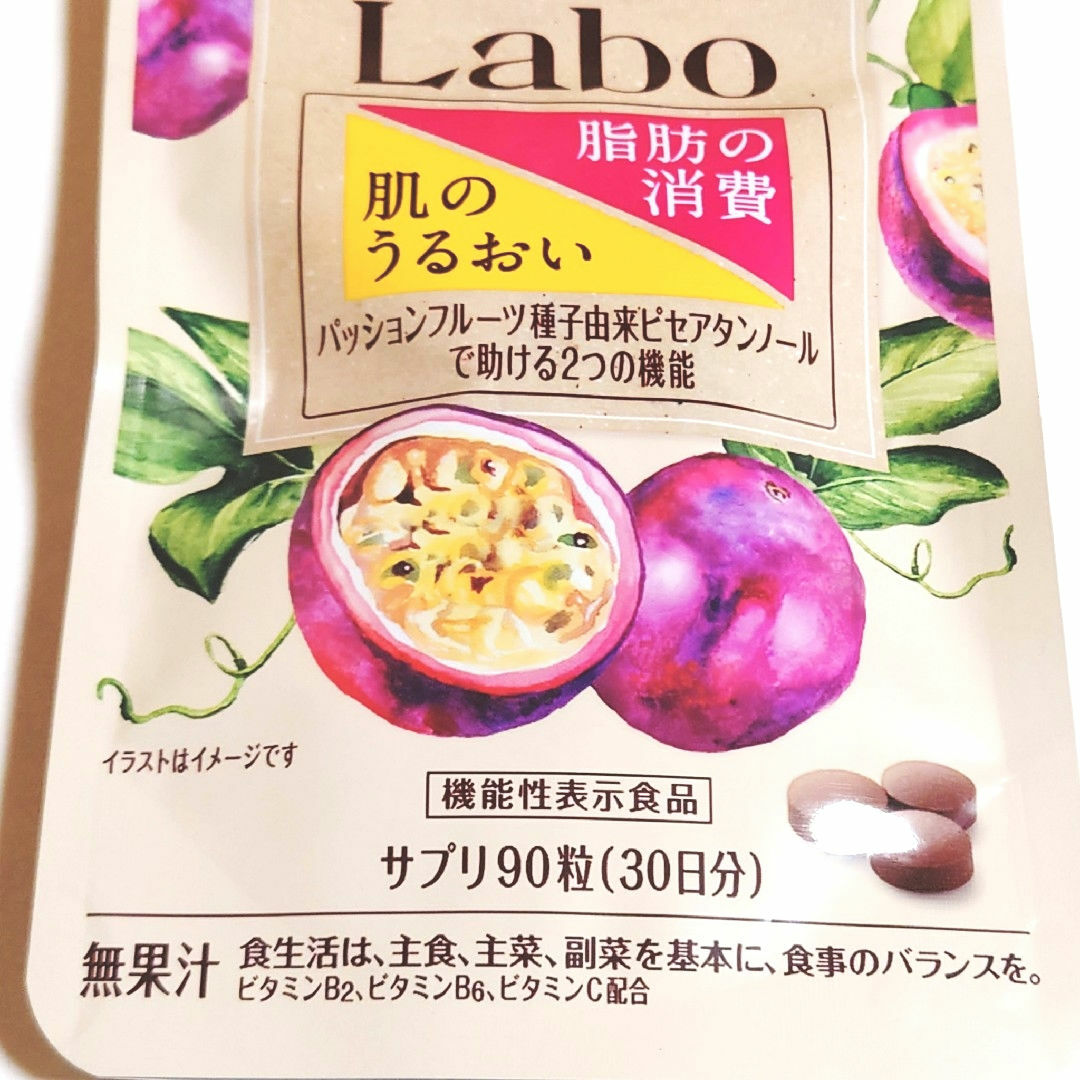 Labo
脂肪の
消費
肌の
うるおい
パッションフルーツ種子由来ピセアタンノール
で助ける2つの機能
イラストはイメージです
機能性表示食品
サプリ90粒(30日分)
無果汁
食生活は、主食、主菜、副菜を基本に、食事のバランスを。
ビタミンB2、ビタミンB6、ビタミンC配合